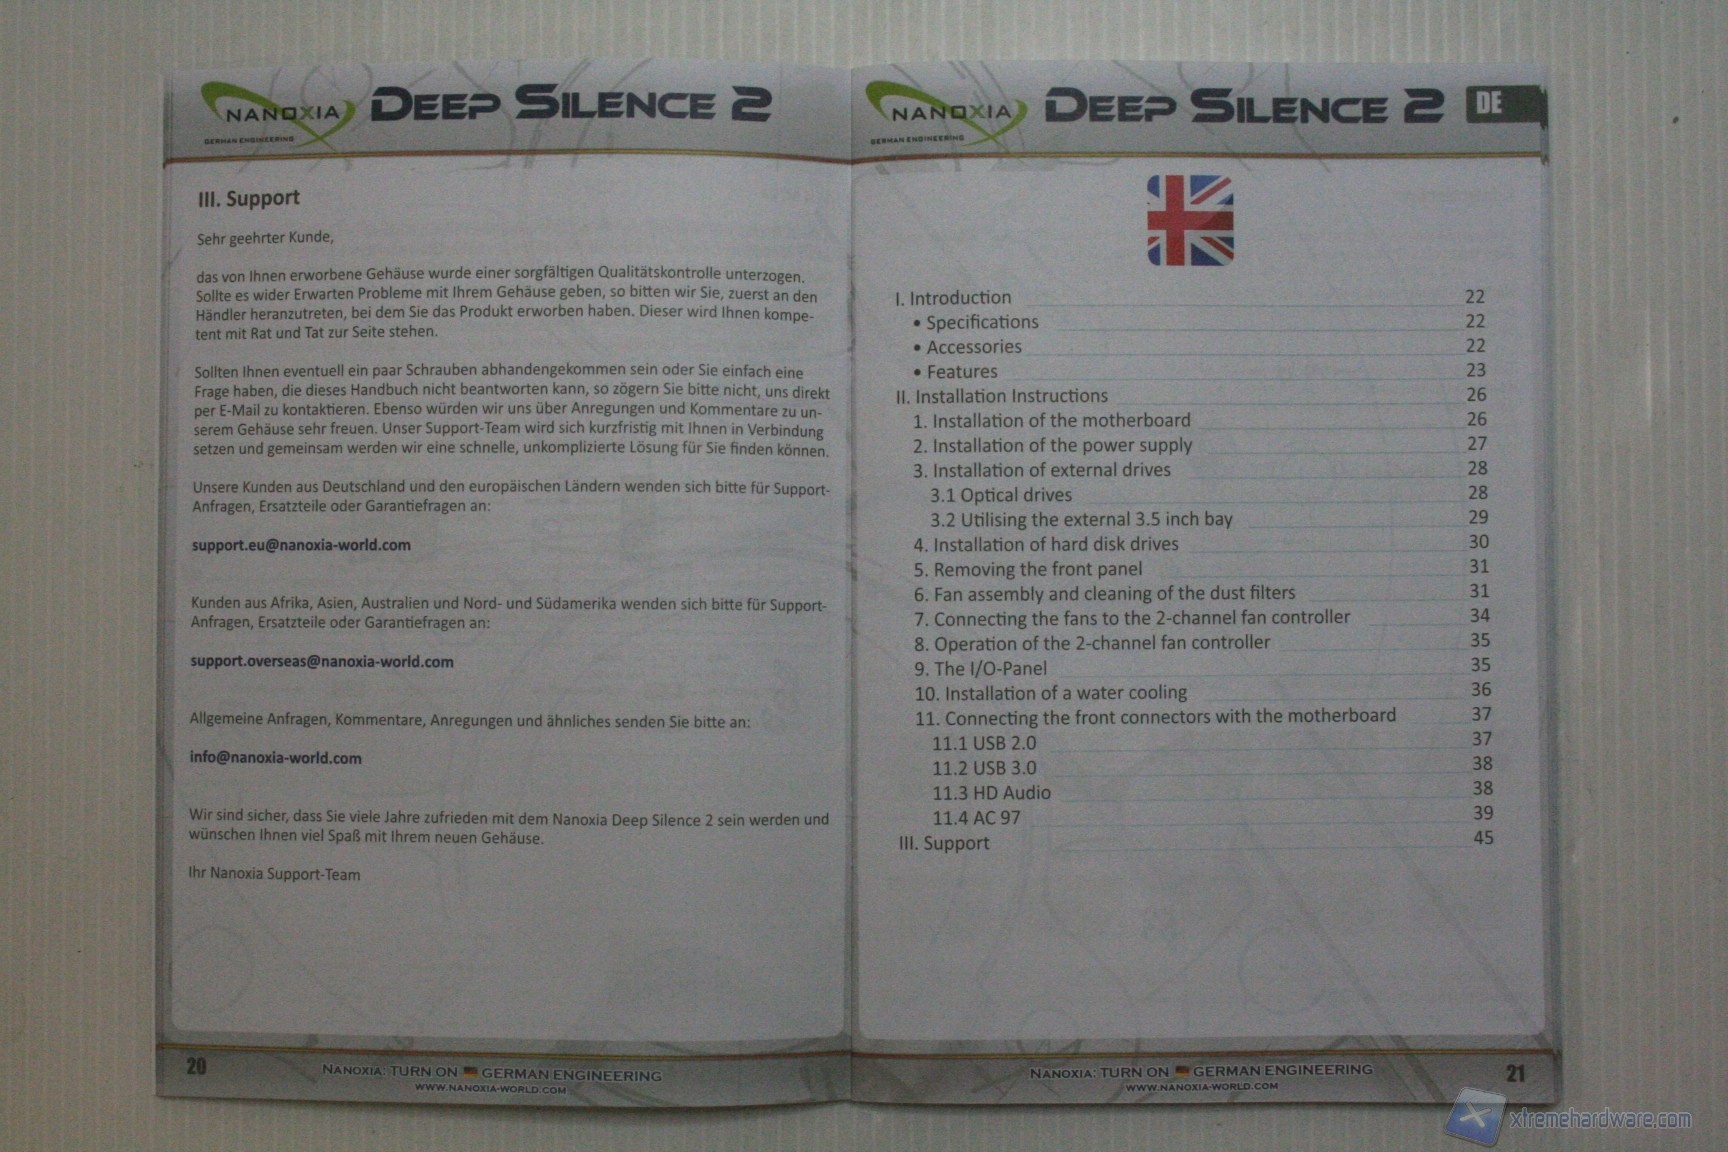 NANOXIA
GERMAN ENGINEERING
DEEP SILENCE 2
III. Support
Sehr geehrter Kunde,
das von Ihnen erworbene Gehäuse wurde einer sorgfältigen Qualitätskontrolle unterzogen.
Sollte es wider Erwarten Probleme mit Ihrem Gehäuse geben, so bitten wir Sie, zuerst an den
Händler heranzutreten, bei dem Sie das Produkt erworben haben. Dieser wird Ihnen kompe-
tent mit Rat und Tat zur Seite stehen.
Sollten Ihnen eventuell ein paar Schrauben abhandengekommen sein oder Sie einfach eine
Frage haben, die dieses Handbuch nicht beantworten kann, so zögern Sie bitte nicht, uns direkt
per E-Mail zu kontaktieren. Ebenso würden wir uns über Anregungen und Kommentare zu un-
serem Gehäuse sehr freuen. Unser Support-Team wird sich kurzfristig mit Ihnen in Verbindung
setzen und gemeinsam werden wir eine schnelle, unkomplizierte Lösung für Sie finden können.
Unsere Kunden aus Deutschland und den europäischen Ländern wenden sich bitte für Support-
Anfragen, Ersatzteile oder Garantiefragen an:
support.eu@nanoxia-world.com
Kunden aus Afrika, Asien, Australien und Nord- und Südamerika wenden sich bitte für Support-
Anfragen, Ersatzteile oder Garantiefragen an:
support.overseas@nanoxia-world.com
Allgemeine Anfragen, Kommentare, Anregungen und ähnliches senden Sie bitte an:
info@nanoxia-world.com
Wir sind sicher, dass Sie viele Jahre zufrieden mit dem Nanoxia Deep Silence 2 sein werden und
wünschen Ihnen viel Spaß mit Ihrem neuen Gehäuse.
Ihr Nanoxia Support-Team
20
NANOXIA: TURN ON GERMAN ENGINEERING
WWW.NANOXIA-WORLD.COM
NANOXIA
GERMAN ENGINEERING
DEEP SILENCE 2 DE
I. Introduction 22
• Specifications 22
• Accessories 22
• Features 23
II. Installation Instructions 26
1. Installation of the motherboard 26
2. Installation of the power supply 27
3. Installation of external drives 28
3.1 Optical drives 28
3.2 Utilising the external 3.5 inch bay 29
4. Installation of hard disk drives 30
5. Removing the front panel 31
6. Fan assembly and cleaning of the dust filters 31
7. Connecting the fans to the 2-channel fan controller 34
8. Operation of the 2-channel fan controller 35
9. The I/O-Panel 35
10. Installation of a water cooling 36
11. Connecting the front connectors with the motherboard 37
11.1 USB 2.0 37
11.2 USB 3.0 38
11.3 HD Audio 38
11.4 AC 97 39
III. Support 45
NANOXIA: TURN ON GERMAN ENGINEERING
WWW.NANOXIA-WORLD.COM
21
xtremehardware.com